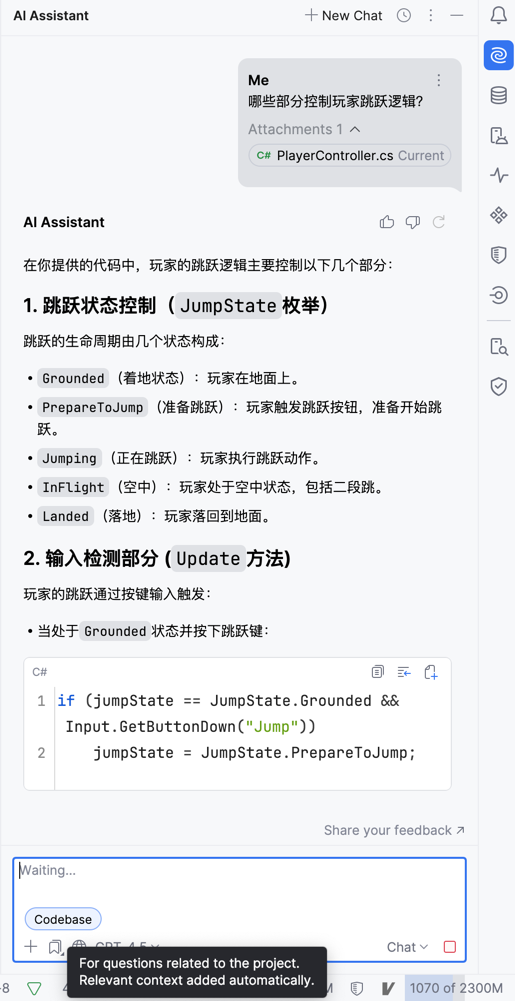 AI Assistant
New Chat
Me
哪些部分控制玩家跳跃逻辑?
Attachments 1
C# PlayerController.cs Current
AI Assistant
在你提供的代码中，玩家的跳跃逻辑主要控制以下几个部分：
1. 跳跃状态控制（JumpState枚举）
跳跃的生命周期由几个状态构成：
• Grounded（着地状态）：玩家在地面上。
• PrepareToJump（准备跳跃）：玩家触发跳跃按钮，准备开始跳
跃。
• Jumping（正在跳跃）：玩家执行跳跃动作。
• InFlight（空中）：玩家处于空中状态，包括二段跳。
• Landed（落地）：玩家落回到地面。
2. 输入检测部分 (Update方法)
玩家的跳跃通过按键输入触发：
• 当处于Grounded状态并按下跳跃键：
C#
1 if (jumpState == JumpState.Grounded &&
Input.GetButtonDown("Jump"))
2 jumpState = JumpState.PrepareToJump;
Share your feedback ↗
Waiting...
Codebase
Chat
For questions related to the project.
Relevant context added automatically.
1070 of 2300M